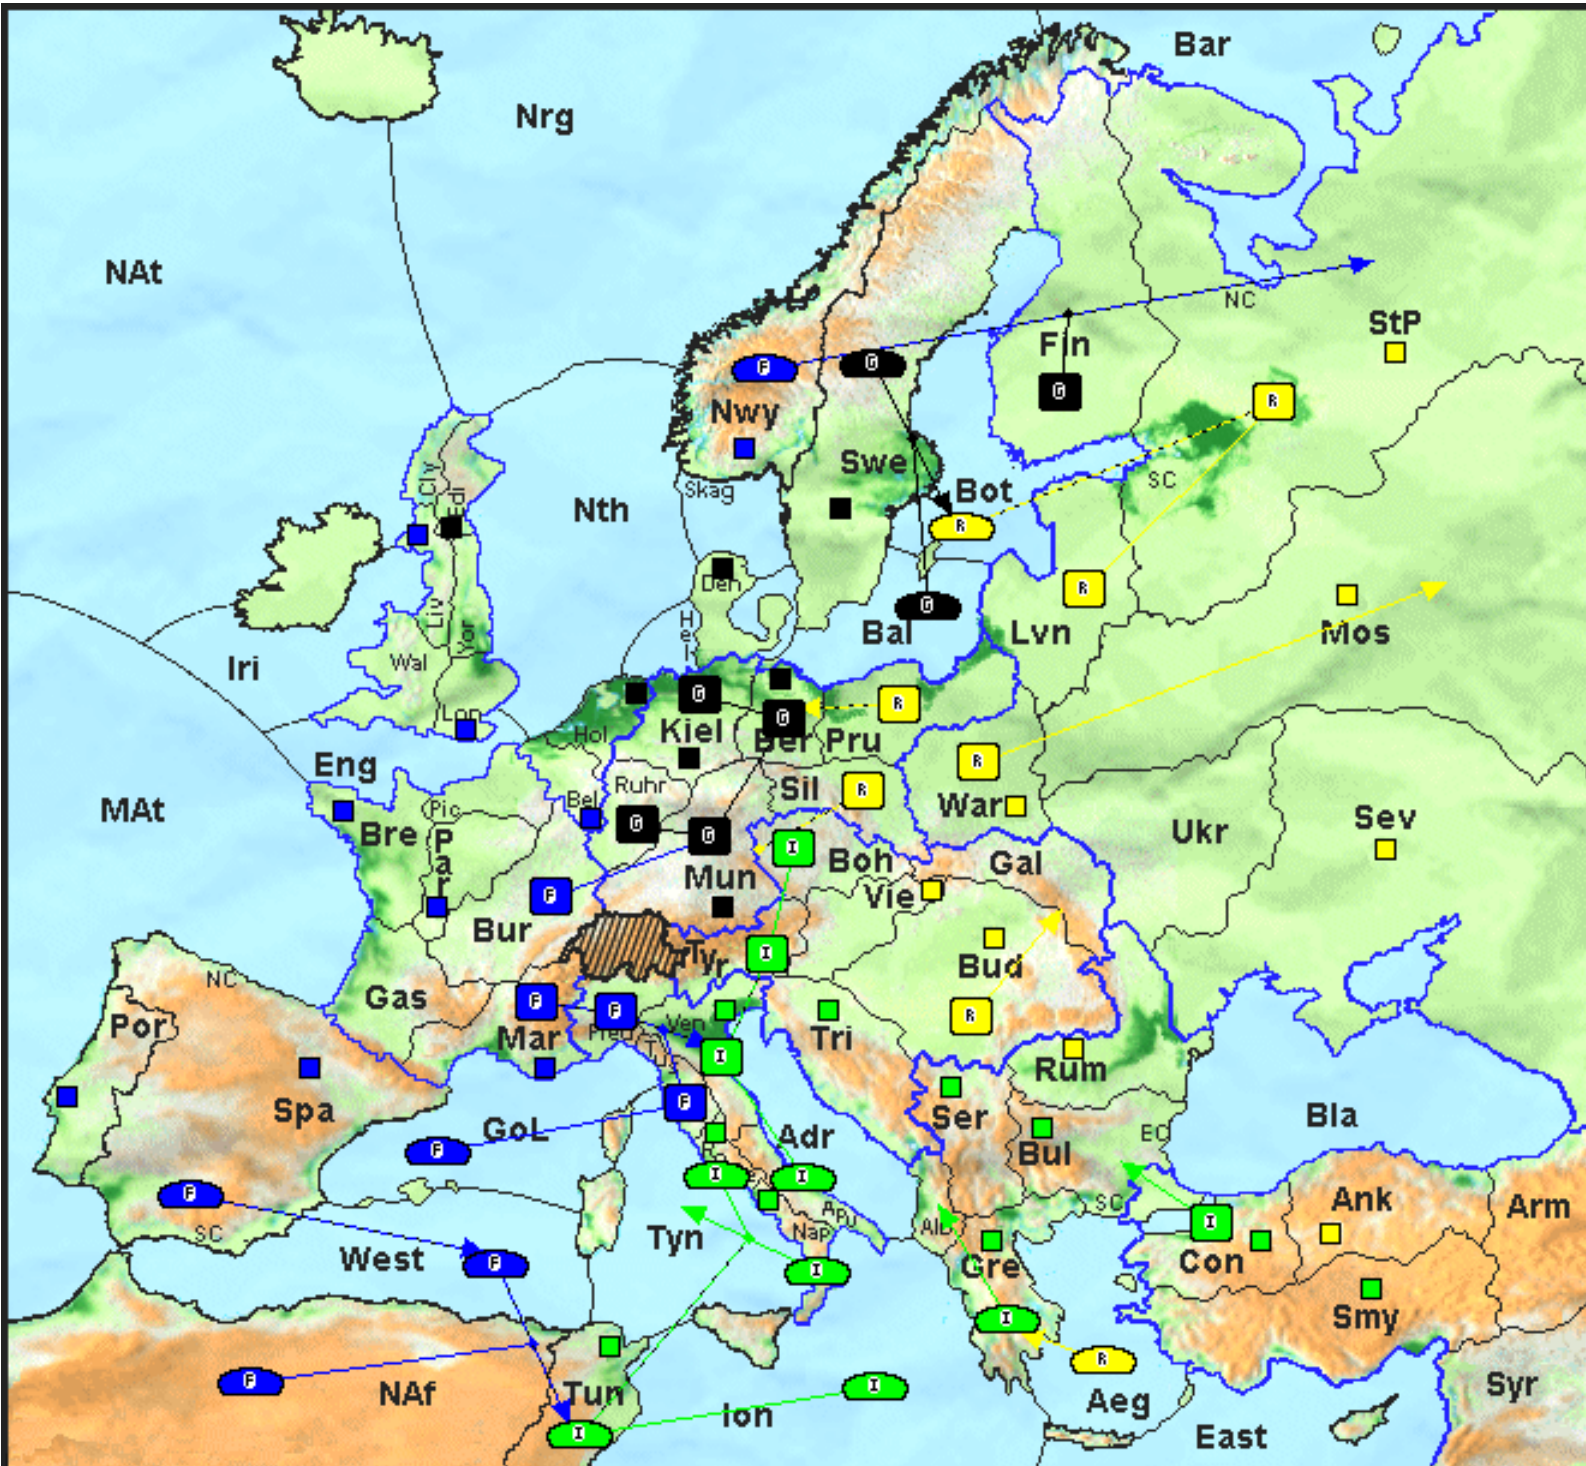 Bar
Nrg
NAt
NC
StP
Fin
F
G
G
R
Nwy
Swe
Cly
Edi
Skag
SC
Bot
Nth
R
Den
R
G
Mos
Bal
Lvn
Hel
Liv
Yor
Wal
Iri
Lon
G
G
R
Kiel
Ber
Pru
Hol
Eng
R
Sil
R
War
Ruhr
Bel
MAt
Pic
Bre
Par
G
G
I
Boh
Gal
Ukr
Sev
Mun
Vie
F
Bur
Tyr
I
Bud
NC
Gas
F
F
R
Por
Mar
Pied
Ven
Tri
Tus
I
Rum
Spa
F
Ser
Bla
GoL
Adr
EC
Bul
F
F
I
I
Ank
Arm
SC
SC
Apu
Nap
Alb
I
Tyn
West
F
Gre
Con
I
I
Smy
R
F
NAf
Tun
I
Syr
Ion
Aeg
I
East